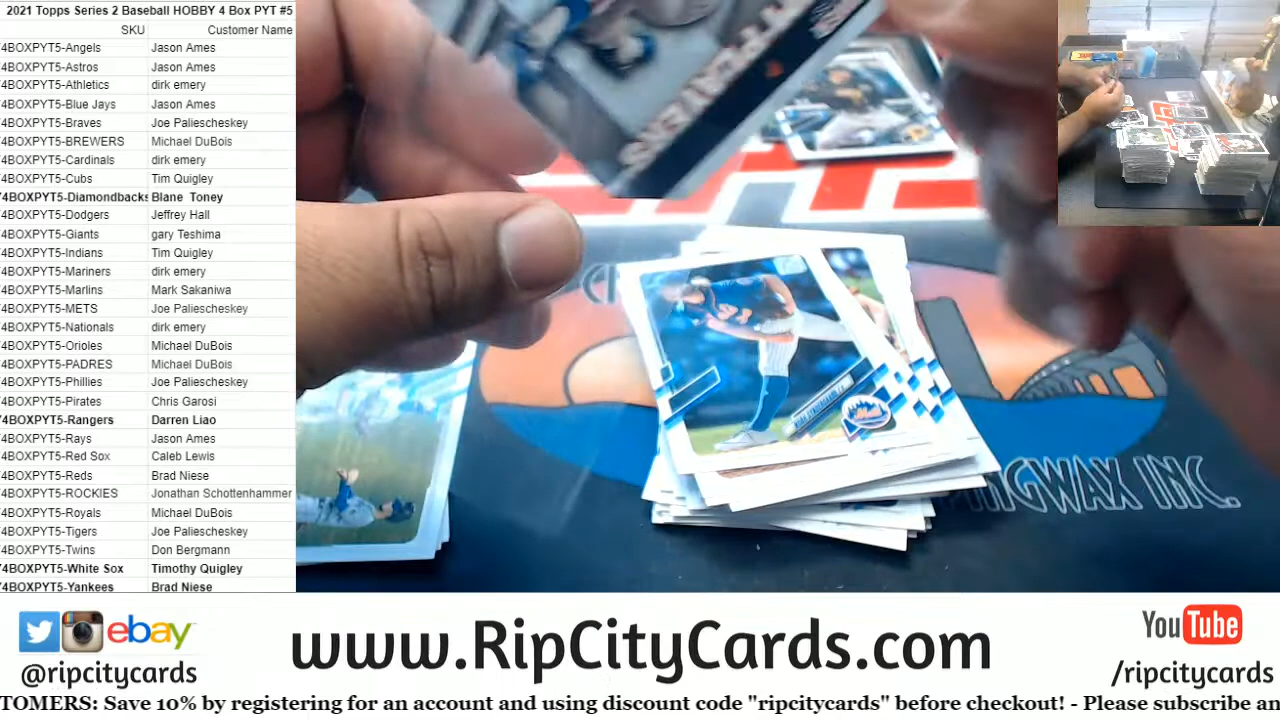 2021 Topps Series 2 Baseball HOBBY 4 Box PYT #5
SKU Customer Name
4BOXPYT5-Angels Jason Ames
4BOXPYT5-Astros Jason Ames
4BOXPYT5-Athletics dirk emery
4BOXPYT5-Blue Jays Jason Ames
4BOXPYT5-Braves Joe Paliescheskey
4BOXPYT5-BREWERS Michael DuBois
4BOXPYT5-Cardinals dirk emery
4BOXPYT5-Cubs Tim Quigley
4BOXPYT5-Diamondbacks Blane Toney
4BOXPYT5-Dodgers Jeffrey Hall
4BOXPYT5-Giants gary Teshima
4BOXPYT5-Indians Tim Quigley
4BOXPYT5-Mariners dirk emery
4BOXPYT5-Marlins Mark Sakaniwa
4BOXPYT5-METS Joe Paliescheskey
4BOXPYT5-Nationals dirk emery
4BOXPYT5-Orioles Michael DuBois
4BOXPYT5-PADRES Michael DuBois
4BOXPYT5-Phillies Joe Paliescheskey
4BOXPYT5-Pirates Chris Garosi
4BOXPYT5-Rangers Darren Liao
4BOXPYT5-Rays Jason Ames
4BOXPYT5-Red Sox Caleb Lewis
4BOXPYT5-Reds Brad Niese
4BOXPYT5-ROCKIES Jonathan Schottenhammer
4BOXPYT5-Royals Michael DuBois
4BOXPYT5-Tigers Joe Paliescheskey
4BOXPYT5-Twins Don Bergmann
4BOXPYT5-White Sox Timothy Quigley
4BOXPYT5-Yankees Brad Niese
INGWAX INC.
ebay
@ripcitycards
www.RipCityCards.com
YouTube
/ripcitycards
TOMERS: Save 10% by registering for an account and using discount code "ripcitycards" before checkout! - Please subscribe an